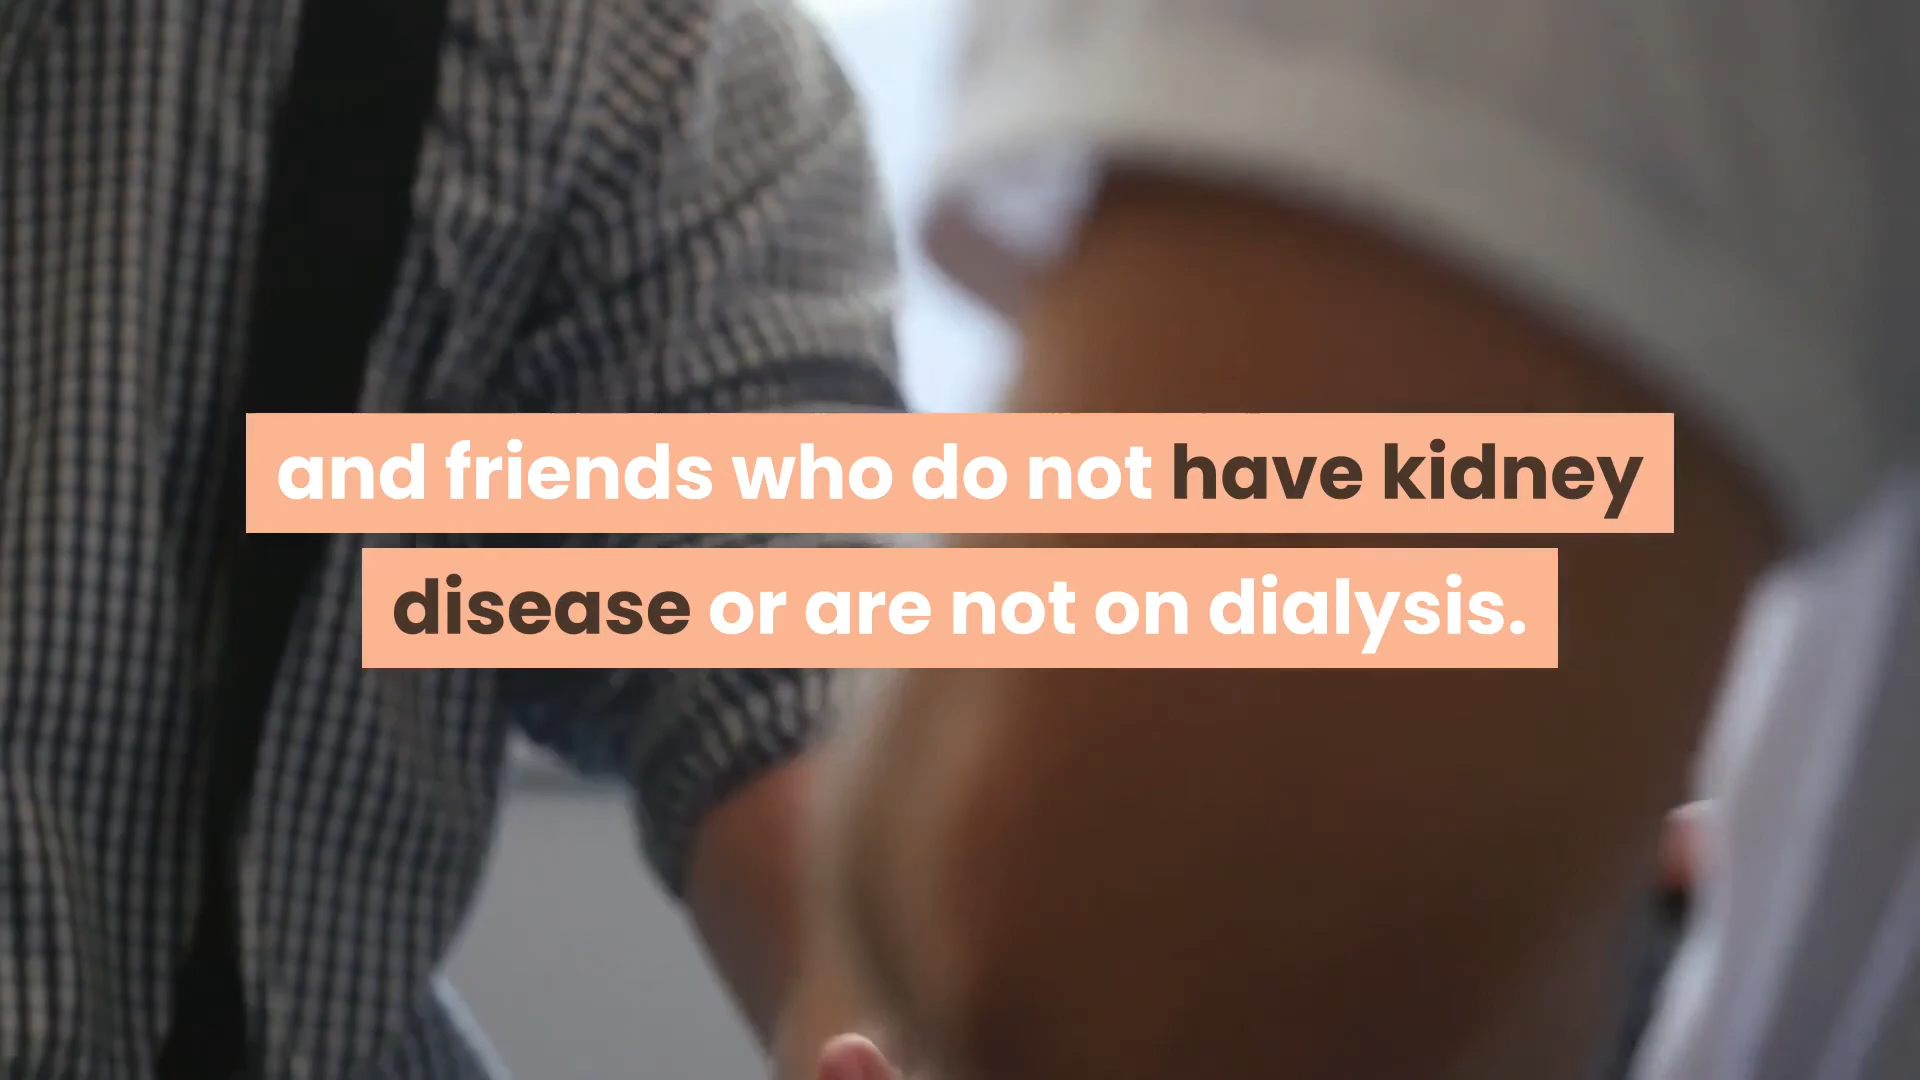 and friends who do not have kidney
disease or are not on dialysis.